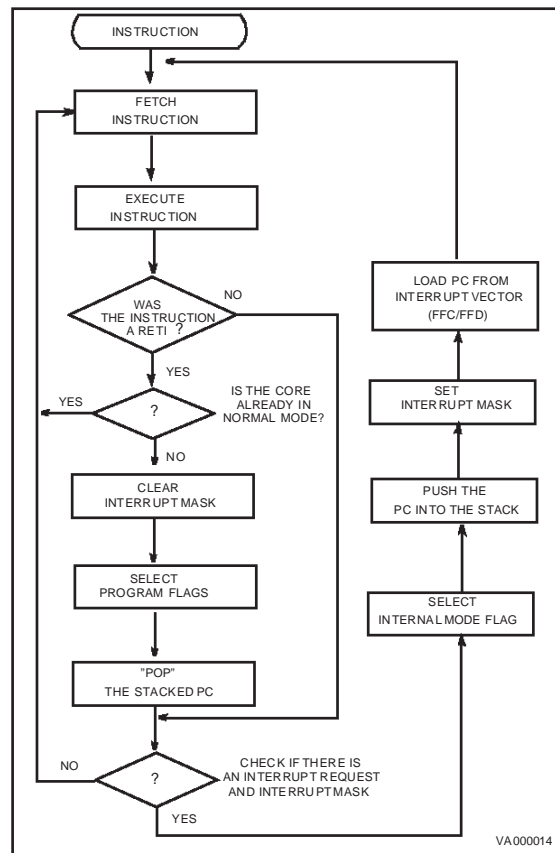 INSTRUCTION
FETCH
INSTRUCTION
EXECUTE
INSTRUCTION
WAS
THE INSTRUCTION
A RETI ?
NO
YES
?
IS THE CORE
ALREADY IN
NORMAL MODE?
YES
NO
CLEAR
INTERRUPT MASK
SELECT
PROGRAM FLAGS
"POP"
THE STACKED PC
?
CHECK IF THERE IS
AN INTERRUPT REQUEST
AND INTERRUPT MASK
NO
YES
SELECT
INTERNAL MODE FLAG
PUSH THE
PC INTO THE STACK
SET
INTERRUPT MASK
LOAD PC FROM
INTERRUPT VECTOR
(FFC/FFD)
VA000014